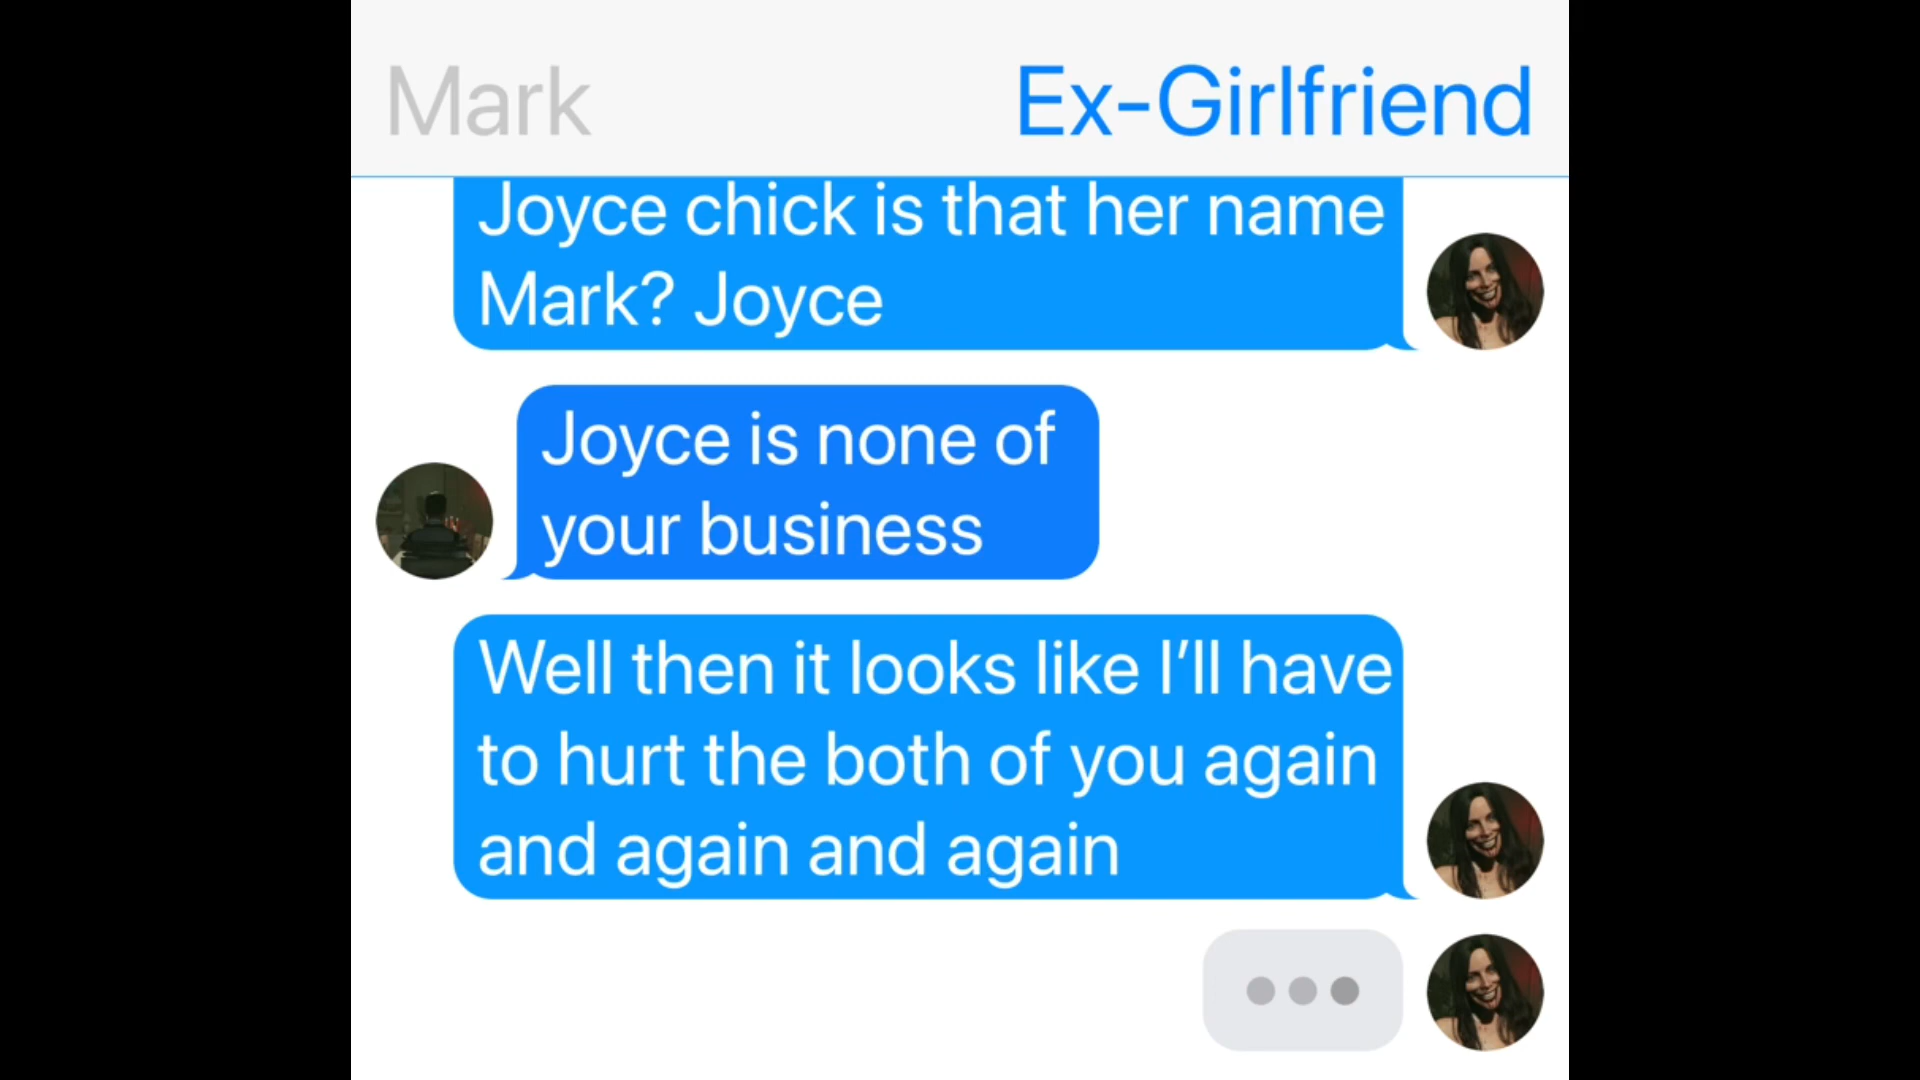 Mark
Ex-Girlfriend
Joyce chick is that her name
Mark? Joyce
Joyce is none of
your business
Well then it looks like I’ll have
to hurt the both of you again
and again and again